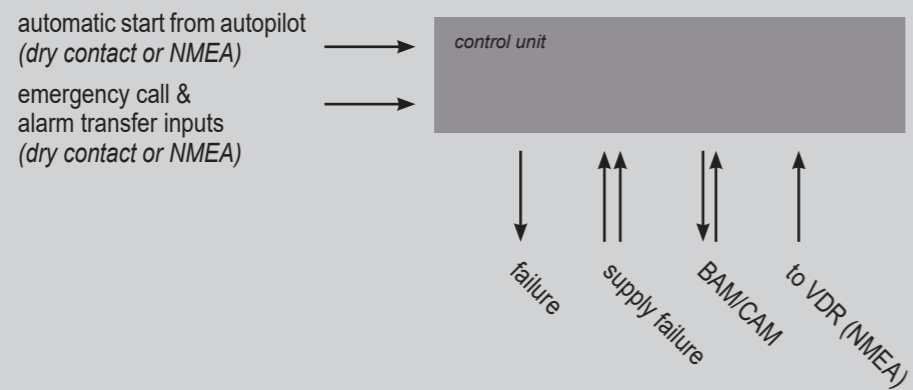 automatic start from autopilot
(dry contact or NMEA)
emergency call &
alarm transfer inputs
(dry contact or NMEA)
control unit
failure
supply failure
BAM/CAM
to VDR (NMEA)